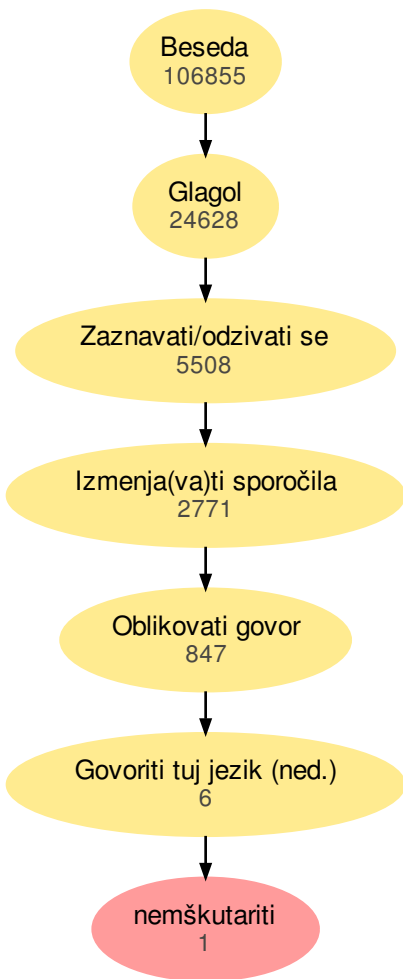 Beseda
106855
Glagol
24628
Zaznavati/odzivati se
5508
Izmenja(va)ti sporočila
2771
Oblikovati govor
847
Govoriti tuj jezik (ned.)
6
nemškutariti
1